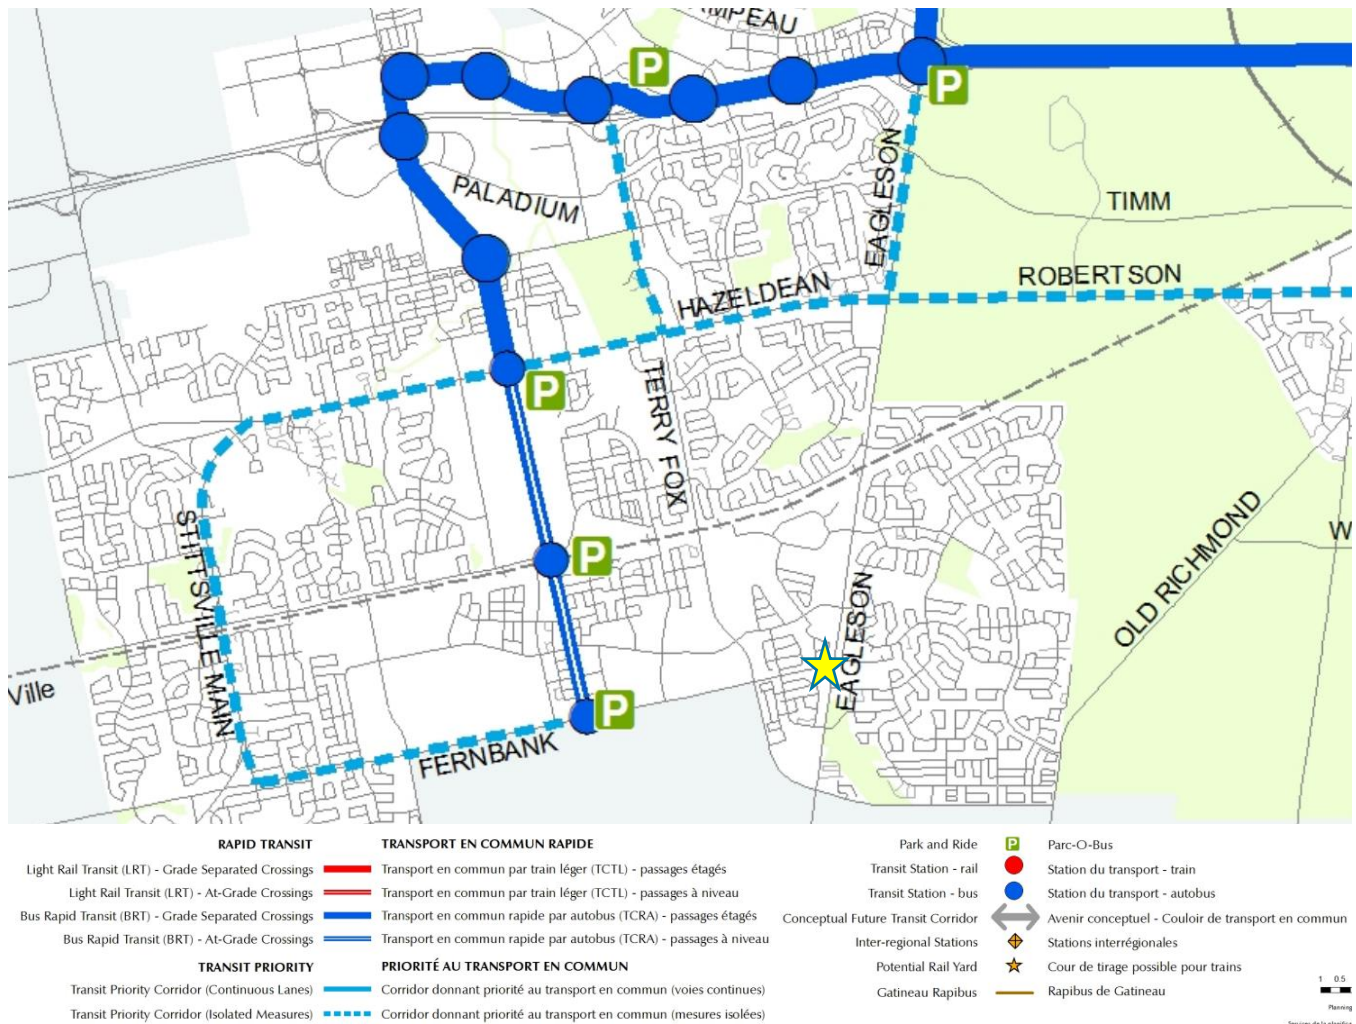 MPEAU
P
P
PALADIUM
EAGLESON
TIMM
ROBERTSON
HAZELDEAN
P
TERRY FOX
STITTSVILLE MAIN
P
OLD RICHMOND
W
EAGLESON
Ville
P
FERNBANK
RAPID TRANSIT TRANSPORT EN COMMUN RAPIDE
Light Rail Transit (LRT) - Grade Separated Crossings Transport en commun par train léger (TCTL) - passages étagés
Light Rail Transit (LRT) - At-Grade Crossings Transport en commun par train léger (TCTL) - passages à niveau
Bus Rapid Transit (BRT) - Grade Separated Crossings Transport en commun rapide par autobus (TCRA) - passages étagés
Bus Rapid Transit (BRT) - At-Grade Crossings Transport en commun rapide par autobus (TCRA) - passages à niveau
TRANSIT PRIORITY PRIORITÉ AU TRANSPORT EN COMMUN
Transit Priority Corridor (Continuous Lanes) Corridor donnant priorité au transport en commun (voies continues)
Transit Priority Corridor (Isolated Measures) Corridor donnant priorité au transport en commun (mesures isolées)
Park and Ride P Parc-O-Bus
Transit Station - rail Station du transport - train
Transit Station - bus Station du transport - autobus
Conceptual Future Transit Corridor Avenir conceptuel - Couloir de transport en commun
Inter-regional Stations Stations interrégionales
Potential Rail Yard Cour de tirage possible pour trains
Gatineau Rapibus Rapibus de Gatineau
1 0.5
Planning